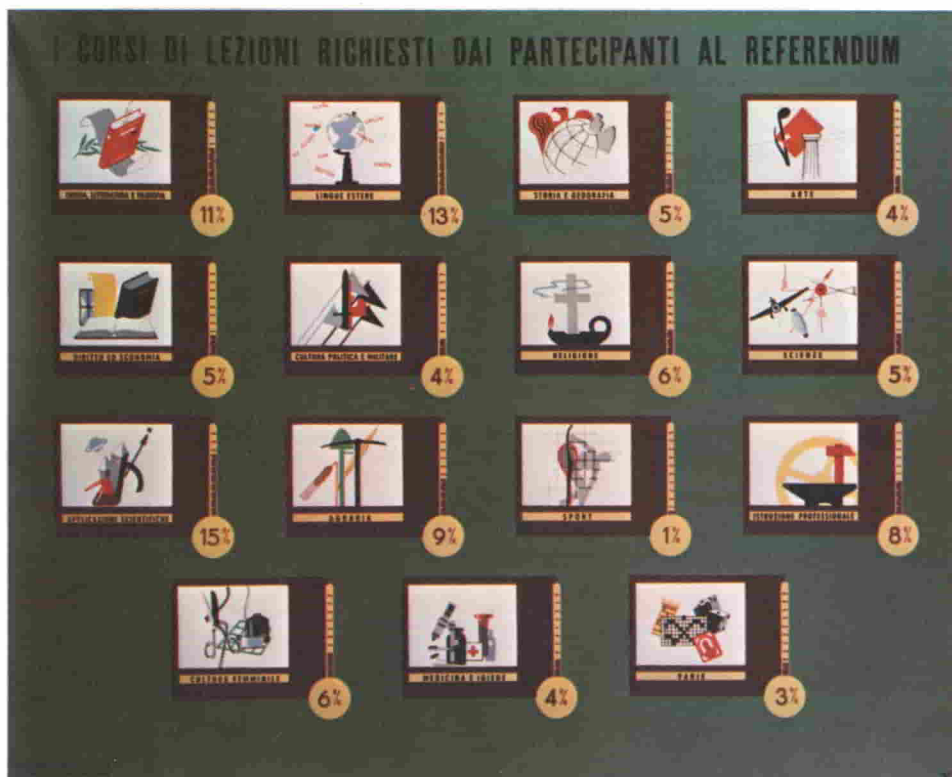 I CORSI DI LEZIONI RICHIESTI DAI PARTECIPANTI AL REFERENDUM
LETTERATURA E FILOSOFIA
11%
LINGUE ESTERE
13%
STORIA E GEOGRAFIA
5%
ARTE
4%
DIRITTO ED ECONOMIA
5%
CULTURA POLITICA E MILITARE
4%
RELIGIONE
6%
SCIENZE
5%
APPLICAZIONI SCIENTIFICHE
15%
AGRARIA
9%
SPORT
1%
ISTRUZIONE PROFESSIONALE
8%
CULTURA FEMMINILE
6%
MEDICINA E IGIENE
4%
VARIE
3%